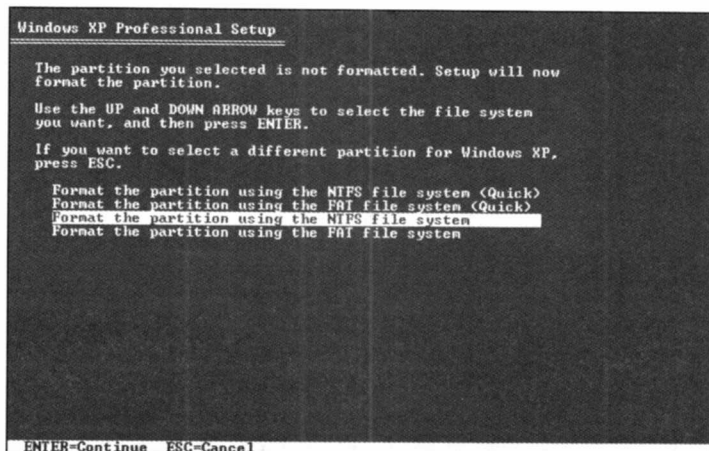 Windows XP Professional Setup
The partition you selected is not formatted. Setup will now
format the partition.
Use the UP and DOWN ARROW keys to select the file system
you want, and then press ENTER.
If you want to select a different partition for Windows XP,
press ESC.
Format the partition using the NTFS file system (Quick)
Format the partition using the FAT file system (Quick)
Format the partition using the NTFS file system
Format the partition using the FAT file system
ENTER=Continue ESC=Cancel